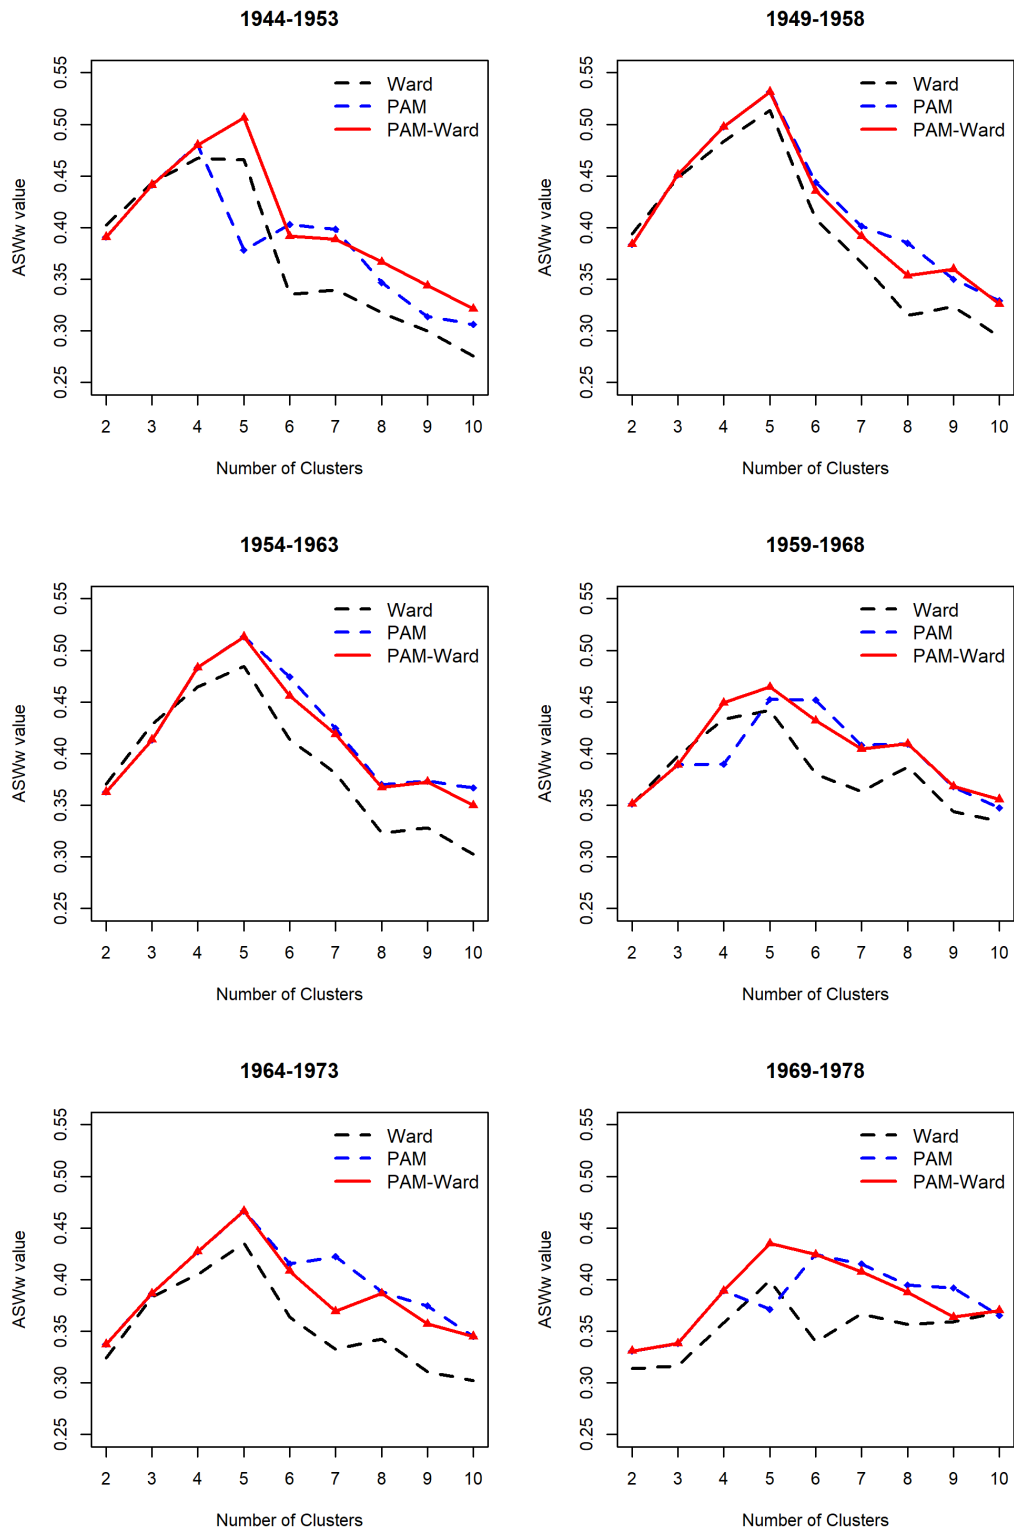 1944-1953
ASWw value
0.55
0.50
0.45
0.40
0.35
0.30
0.25
Ward
PAM
PAM-Ward
2 3 4 5 6 7 8 9 10
Number of Clusters
1949-1958
ASWw value
0.55
0.50
0.45
0.40
0.35
0.30
0.25
Ward
PAM
PAM-Ward
2 3 4 5 6 7 8 9 10
Number of Clusters
1954-1963
ASWw value
0.55
0.50
0.45
0.40
0.35
0.30
0.25
Ward
PAM
PAM-Ward
2 3 4 5 6 7 8 9 10
Number of Clusters
1959-1968
ASWw value
0.55
0.50
0.45
0.40
0.35
0.30
0.25
Ward
PAM
PAM-Ward
2 3 4 5 6 7 8 9 10
Number of Clusters
1964-1973
ASWw value
0.55
0.50
0.45
0.40
0.35
0.30
0.25
Ward
PAM
PAM-Ward
2 3 4 5 6 7 8 9 10
Number of Clusters
1969-1978
ASWw value
0.55
0.50
0.45
0.40
0.35
0.30
0.25
Ward
PAM
PAM-Ward
2 3 4 5 6 7 8 9 10
Number of Clusters